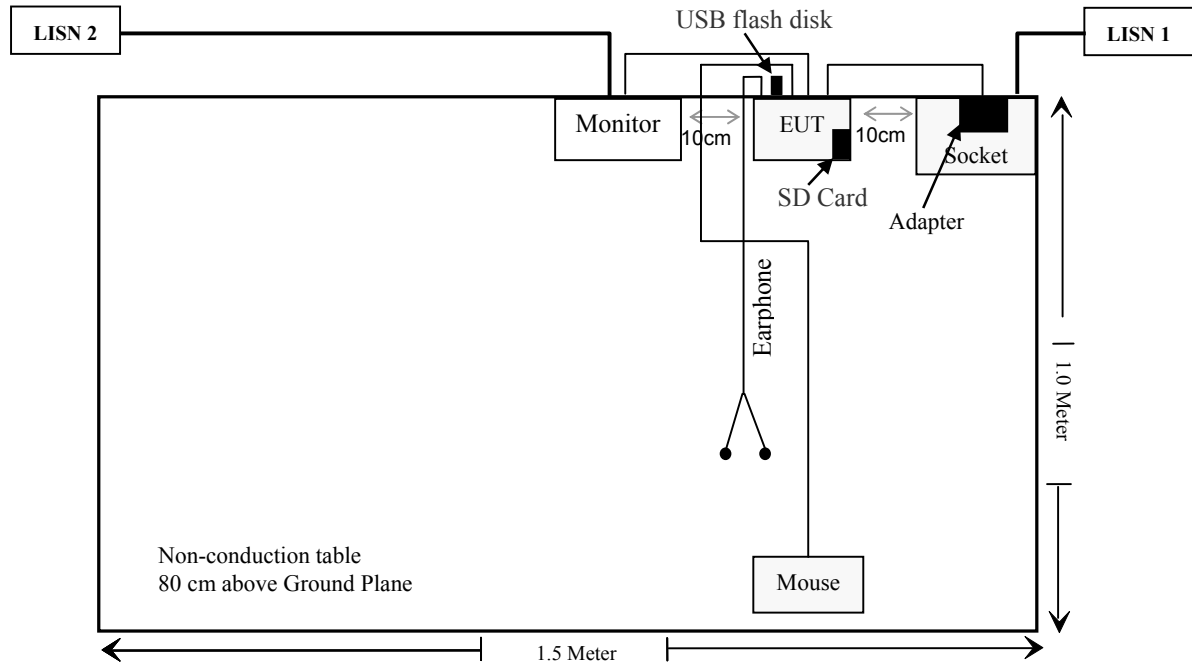 USB flash disk
LISN 2
LISN 1
Monitor
10cm
EUT
10cm
Socket
SD Card
Adapter
Earphone
1.0 Meter
Non-conduction table
80 cm above Ground Plane
Mouse
1.5 Meter